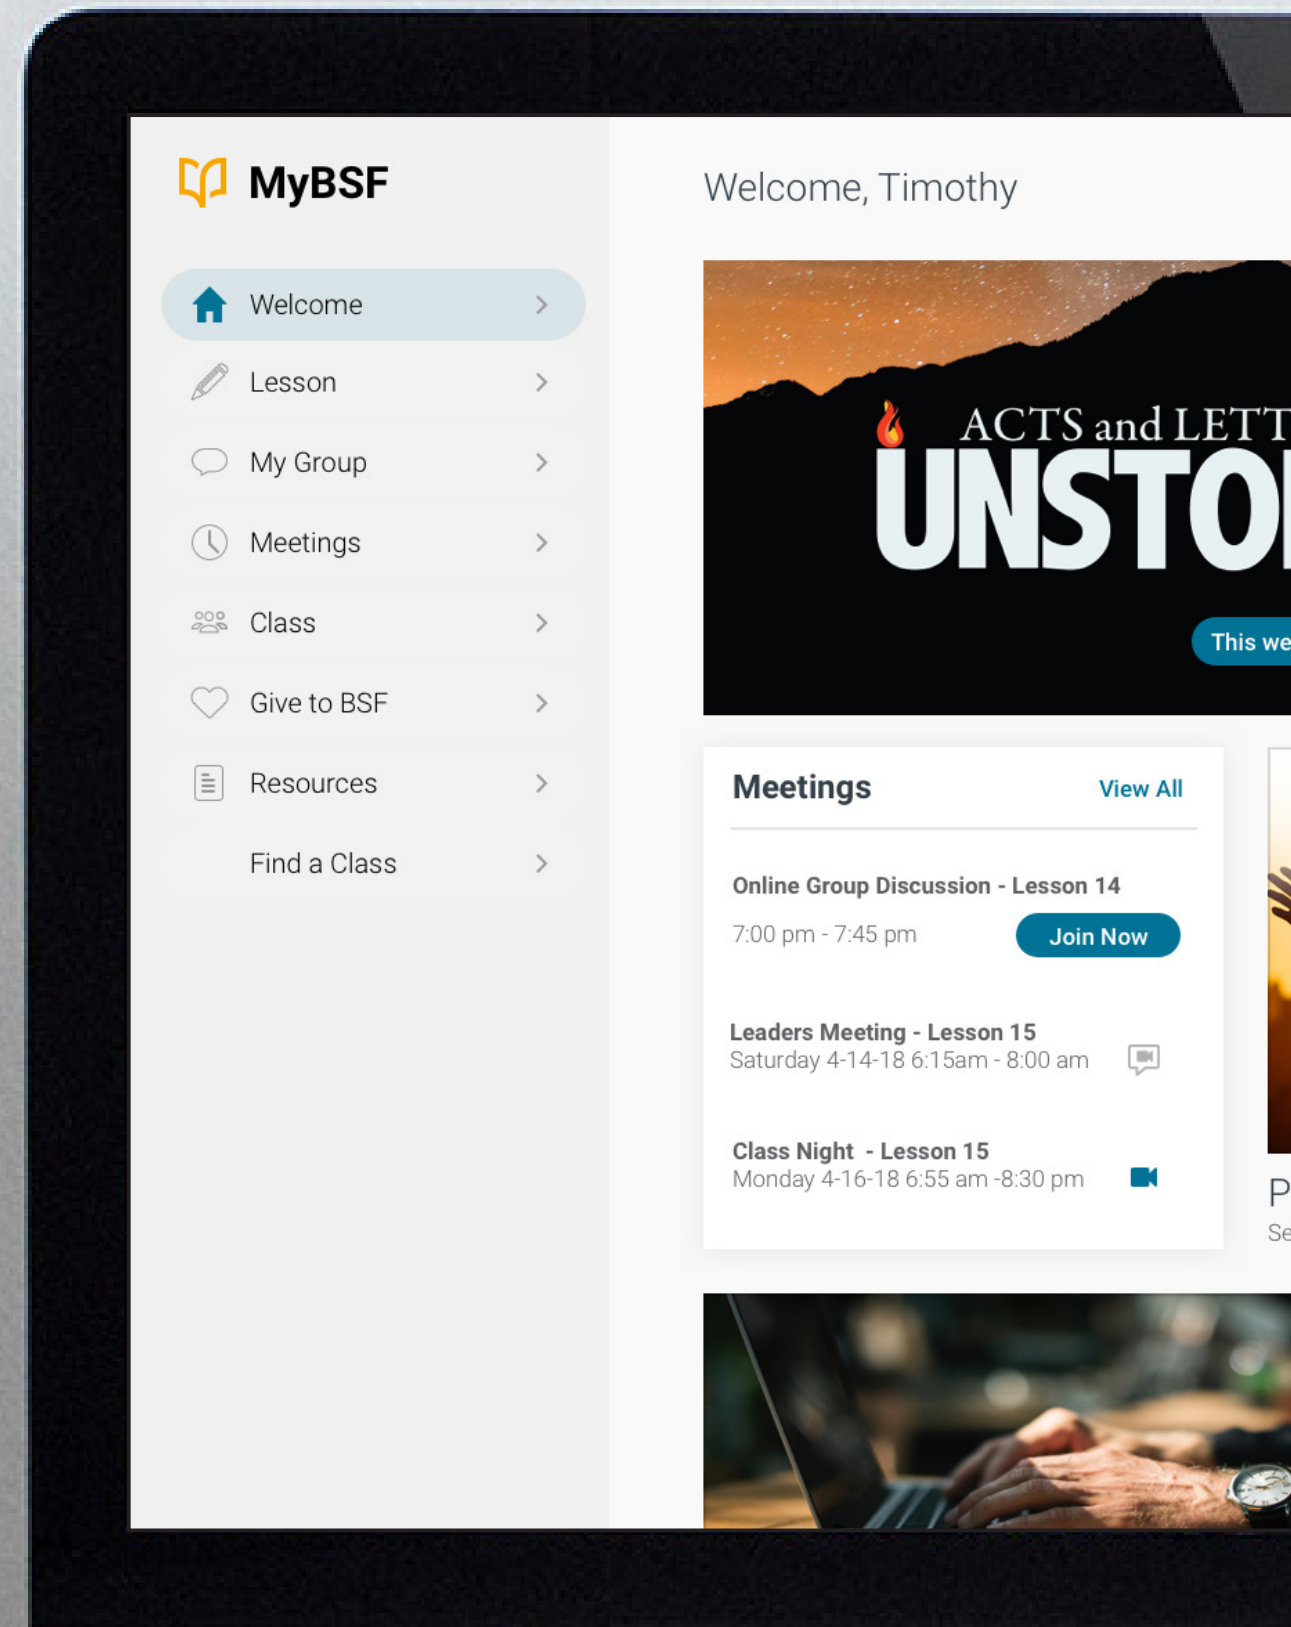 MyBSF
Welcome
Lesson
My Group
Meetings
Class
Give to BSF
Resources
Find a Class
Welcome, Timothy
ACTS and
UNSTO
This
Meetings
View All
Online Group Discussion - Lesson 14
7:00 pm - 7:45 pm
Join Now
Leaders Meeting - Lesson 15
Saturday 4-14-18 6:15am - 8:00 am
Class Night - Lesson 15
Monday 4-16-18 6:55 am -8:30 pm